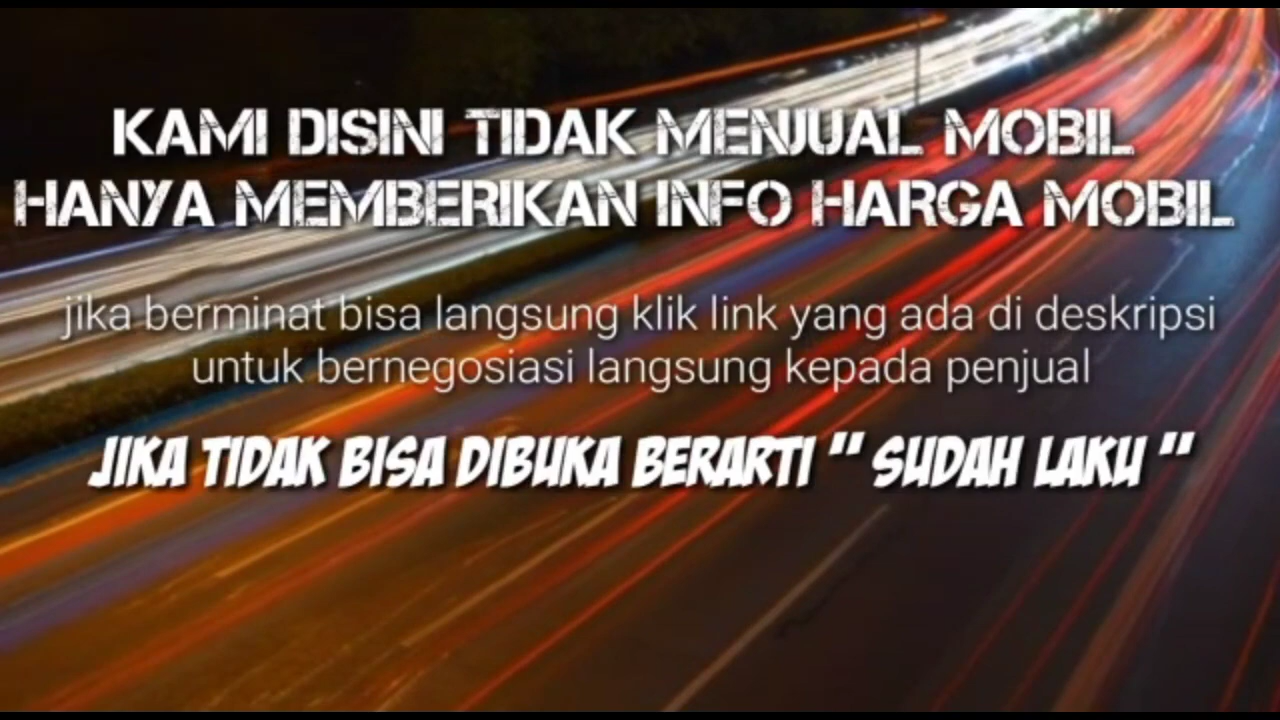 KAMI DISINI TIDAK MENJUAL MOBIL
HANYA MEMBERIKAN INFO HARGA MOBIL
jika berminat bisa langsung klik link yang ada di deskripsi
untuk bernegosiasi langsung kepada penjual
JIKA TIDAK BISA DIBUKA BERARTI " SUDAH LAKU "